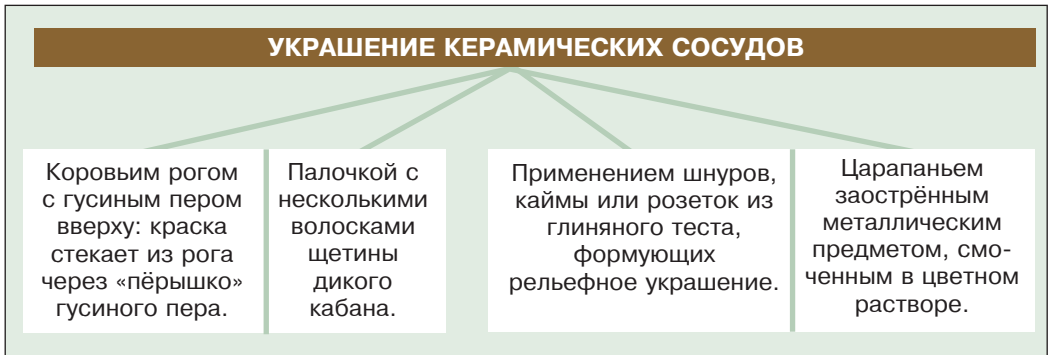 УКРАШЕНИЕ КЕРАМИЧЕСКИХ СОСУДОВ
Коровьим рогом
с гусиным пером
вверху: краска
стекает из рога
через «пёрышко»
гусиного пера.
Палочкой с
несколькими
волосками
щетины
дикого
кабана.
Применением шнуров,
каймы или розеток из
глиняного теста,
формующих
рельефное украшение.
Царапаньем
заострённым
металлическим
предметом, смо-
ченным в цветном
растворе.